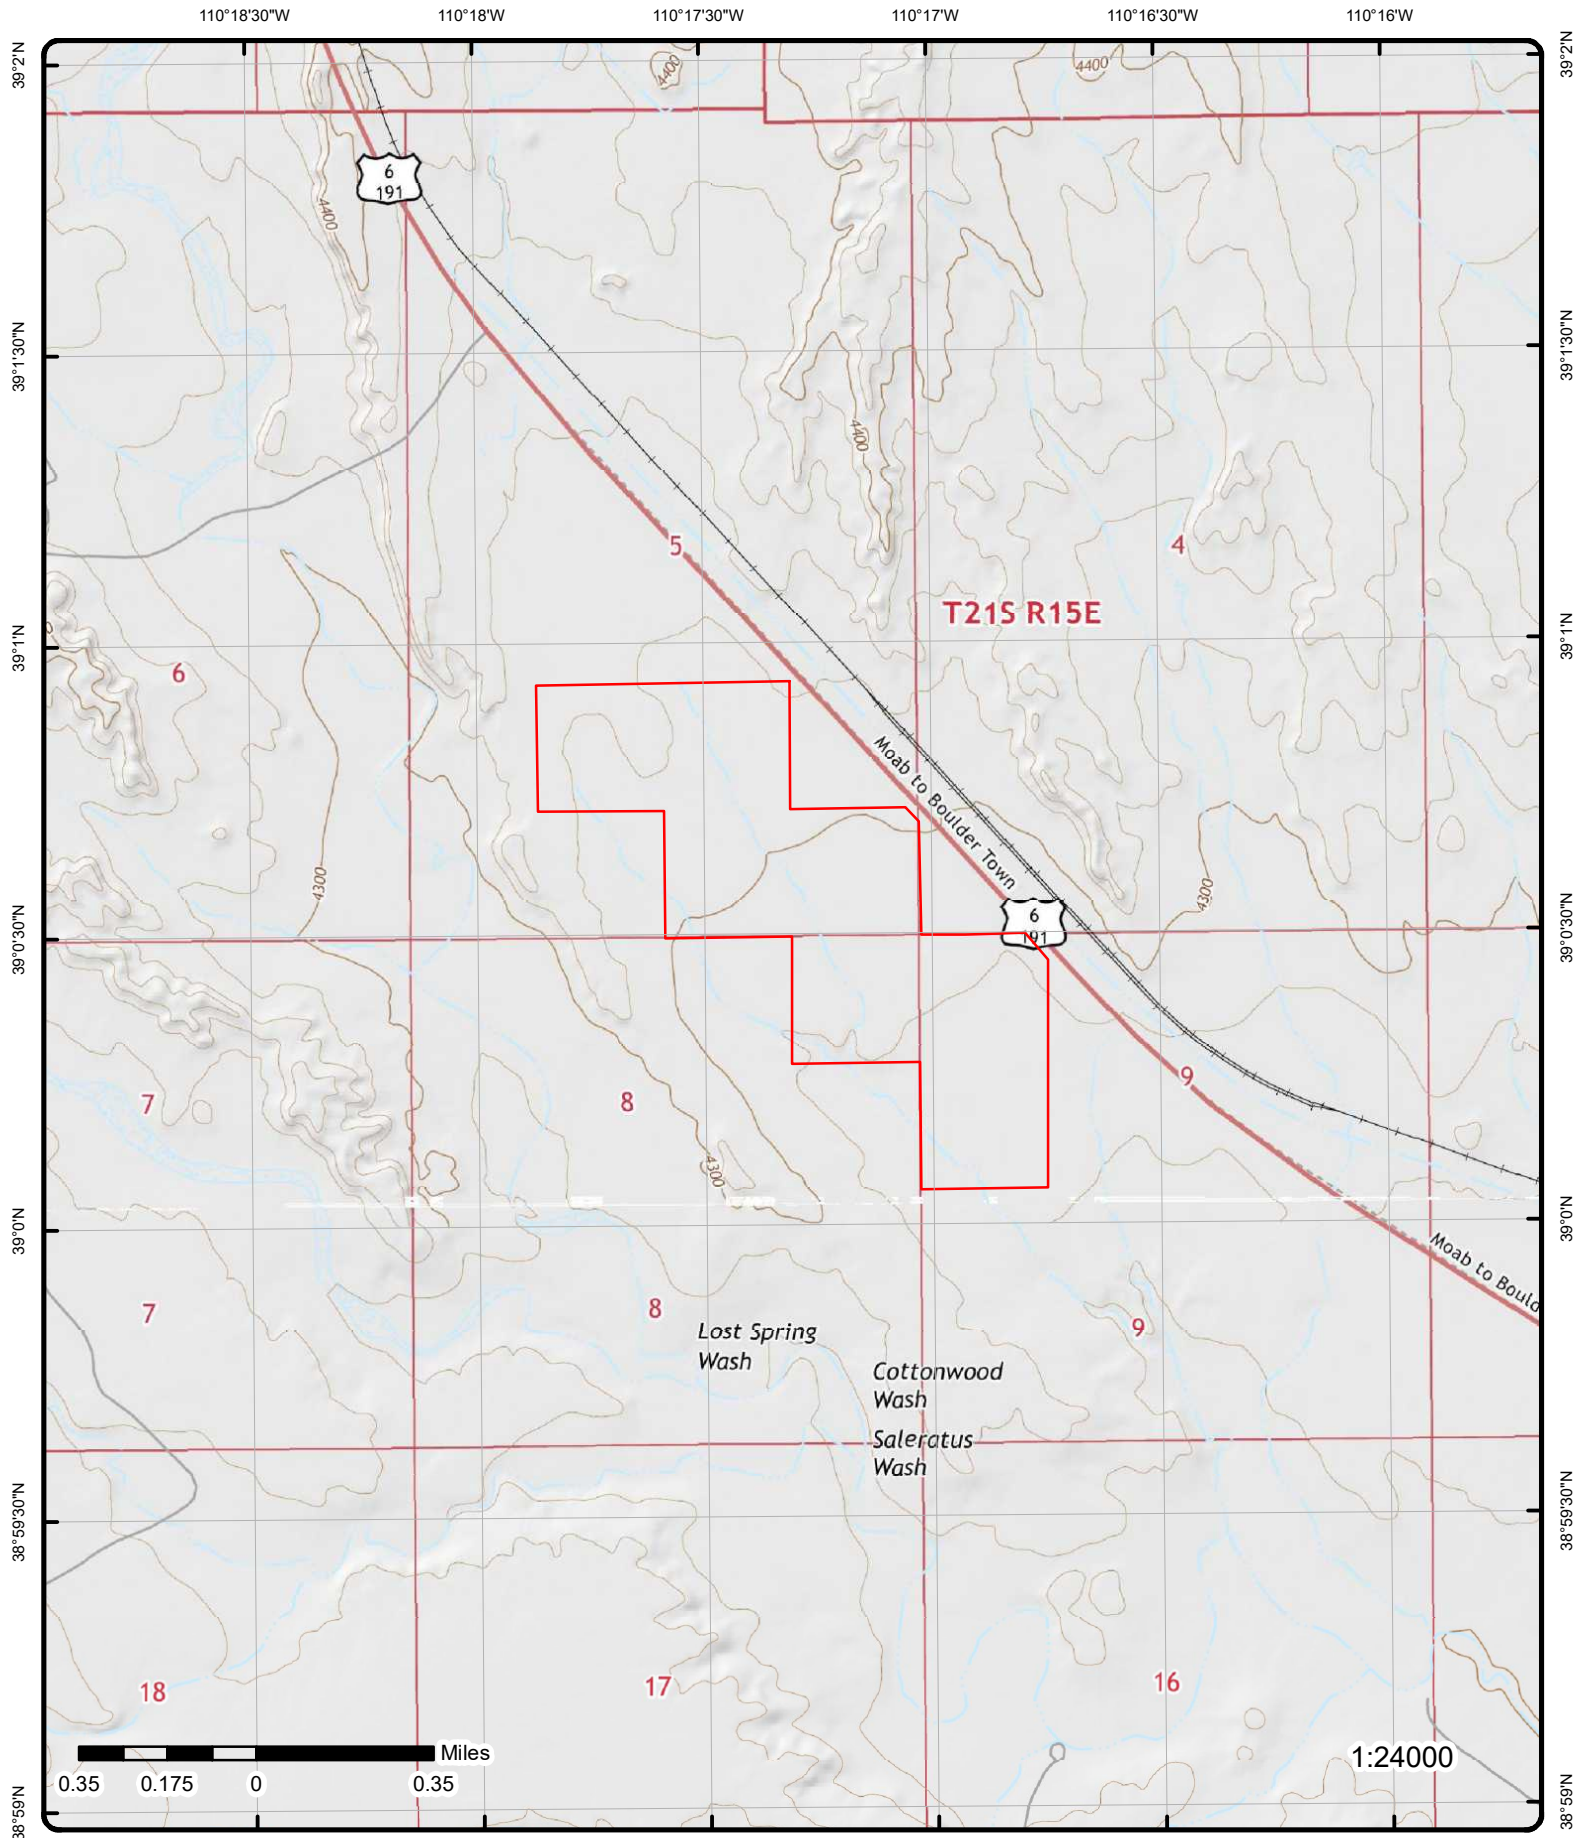 110°18'30"W 110°18'W 110°17'30"W 110°17'W 110°16'30"W 110°16'W
39°2'N 39°2'N
4400 4400
6
191
4400
39°1'30"N 39°1'30"N
4400
5 4
T21S R15E
39°1'N 39°1'N
6
Moab to Boulder Town
4300 4300
6
191
39°0'30"N 39°0'30"N
9
7 8
4300
39°0'N 39°0'N
Moab to Bould
7 8 9
Lost Spring
Wash
Cottonwood
Wash
Saleratus
Wash
38°59'30"N 38°59'30"N
18 17 16
Miles
0.35 0.175 0 0.35
1:24000
38°59'N 38°59'N